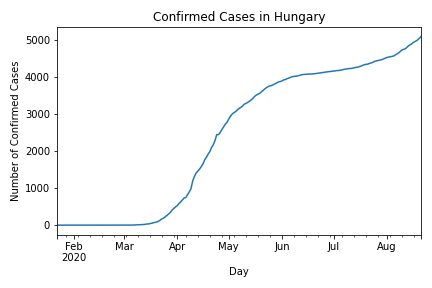 Confirmed Cases in Hungary
Number of Confirmed Cases
5000
4000
3000
2000
1000
0
Feb Mar Apr May Jun Jul Aug
2020
Day